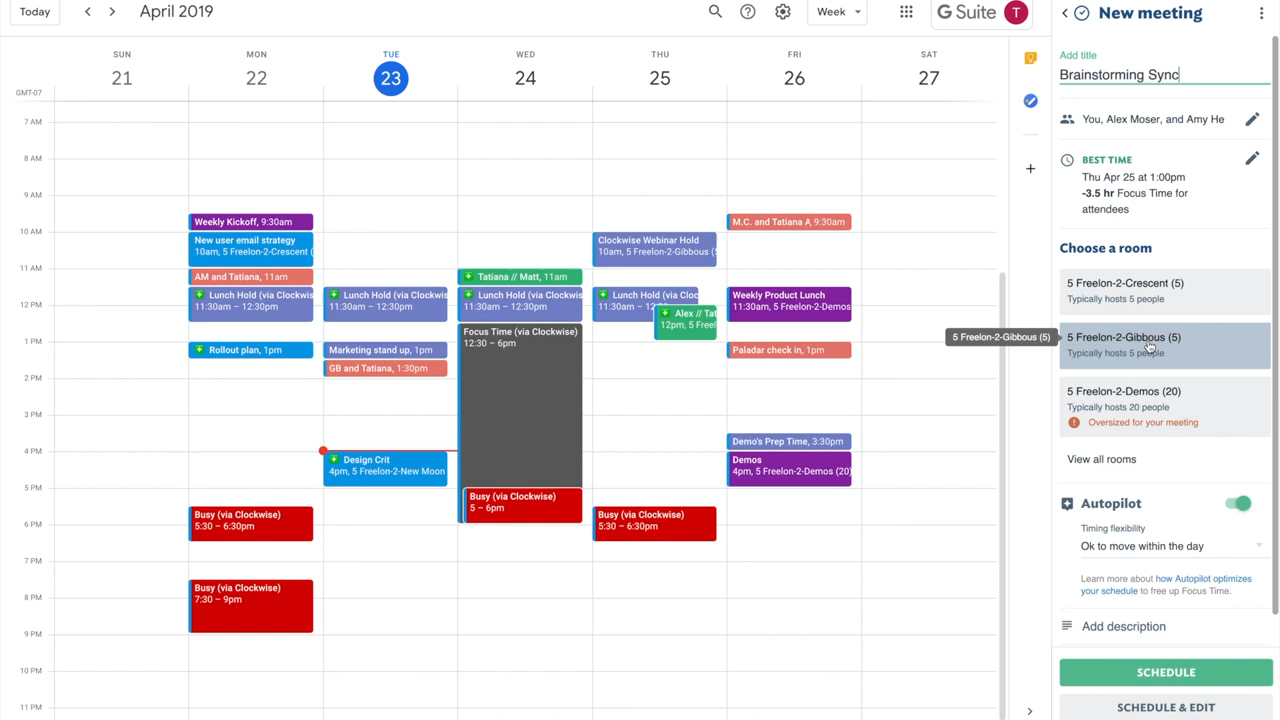 Today
April 2019
Week
G Suite
T
SUN
21
MON
22
TUE
23
WED
24
THU
25
FRI
26
SAT
27
GMT-07
7 AM
8 AM
9 AM
10 AM
11 AM
12 PM
1 PM
2 PM
3 PM
4 PM
5 PM
6 PM
7 PM
8 PM
9 PM
10 PM
11 PM
Weekly Kickoff, 9:30am
New user email strategy
10am, 5 Freelon-2-Crescent (
AM and Tatiana, 11am
Lunch Hold (via Clockwis
11:30am – 12:30pm
Rollout plan, 1pm
Busy (via Clockwise)
5:30 – 6:30pm
Busy (via Clockwise)
7:30 – 9pm
Lunch Hold (via Clockwis
11:30am – 12:30pm
Marketing stand up, 1pm
GB and Tatiana, 1:30pm
Design Crit
4pm, 5 Freelon-2-New Moon
Tatiana // Matt, 11am
Lunch Hold (via Clockwis
11:30am – 12:30pm
Focus Time (via Clockwise)
12:30 – 6pm
Busy (via Clockwise)
5 – 6pm
Clockwise Webinar Hold
10am, 5 Freelon-2-Gibbous (5
Lunch Hold (via Cloc
11:30am – 12
Alex // Tat
12pm, 5 Freel
Busy (via Clockwise)
5:30 – 6:30pm
M.C. and Tatiana A, 9:30am
Weekly Product Lunch
11:30am, 5 Freelon-2-Demos
Paladar check in, 1pm
Demo's Prep Time, 3:30pm
Demos
4pm, 5 Freelon-2-Demos (20)
5 Freelon-2-Gibbous (5)
New meeting
Add title
Brainstorming Sync
You, Alex Moser, and Amy He
BEST TIME
Thu Apr 25 at 1:00pm
-3.5 hr Focus Time for
attendees
Choose a room
5 Freelon-2-Crescent (5)
Typically hosts 5 people
5 Freelon-2-Gibbous (5)
Typically hosts 5 people
5 Freelon-2-Demos (20)
Typically hosts 20 people
Oversized for your meeting
View all rooms
Autopilot
Timing flexibility
Ok to move within the day
Learn more about how Autopilot optimizes
your schedule to free up Focus Time.
Add description
SCHEDULE
SCHEDULE & EDIT